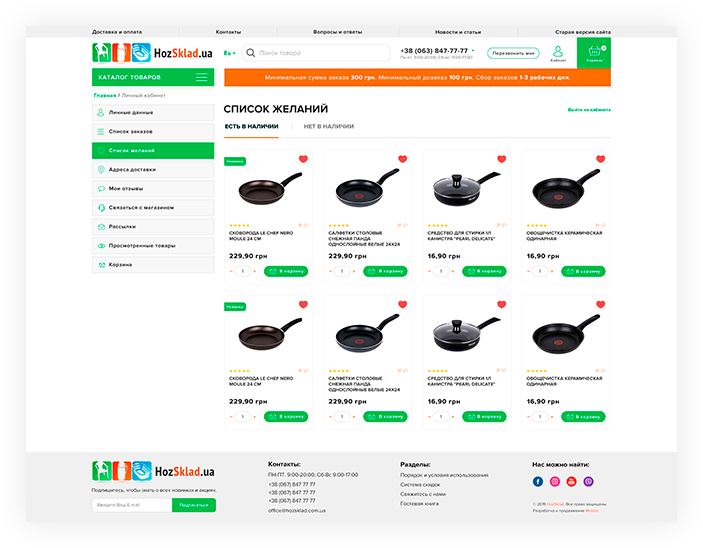 Доставка и оплата
Контакты
Вопросы и ответы
Новости и статьи
Старая версия сайта
HozSklad.ua
Ru
Поиск товара
+38 (063) 847-77-77
Перезвонить мне
Кабинет
Корзина
КАТАЛОГ ТОВАРОВ
Минимальная сумма заказа 300 грн. Минимальный дозаказ 100 грн. Сбор заказов 1-3 рабочих дня.
Главная / Личный кабинет
Личные данные
Список заказов
Список желаний
Адреса доставки
Мои отзывы
Связаться с магазином
Рассылки
Просмотренные товары
Корзина
СПИСОК ЖЕЛАНИЙ
Выйти из кабинета
ЕСТЬ В НАЛИЧИИ
НЕТ В НАЛИЧИИ
Новинка
СКОВОРОДА LE CHEF NERO
MOULE 24 СМ
229,90 грн
1
В корзину
САЛФЕТКИ СТОЛОВЫЕ
СНЕЖНАЯ ПАНДА
ОДНОСЛОЙНЫЕ БЕЛЫЕ 24Х24
229,90 грн
1
В корзину
СРЕДСТВО ДЛЯ СТИРКИ 1Л
КАНИСТРА "PEARL DELICATE"
16,90 грн
1
В корзину
ОВОЩЕЧИСТКА КЕРАМИЧЕСКАЯ
ОДИНАРНАЯ
16,90 грн
1
В корзину
Новинка
СКОВОРОДА LE CHEF NERO
MOULE 24 СМ
229,90 грн
1
В корзину
САЛФЕТКИ СТОЛОВЫЕ
СНЕЖНАЯ ПАНДА
ОДНОСЛОЙНЫЕ БЕЛЫЕ 24Х24
229,90 грн
1
В корзину
СРЕДСТВО ДЛЯ СТИРКИ 1Л
КАНИСТРА "PEARL DELICATE"
16,90 грн
1
В корзину
ОВОЩЕЧИСТКА КЕРАМИЧЕСКАЯ
ОДИНАРНАЯ
16,90 грн
1
В корзину
HozSklad.ua
Подпишитесь, чтобы знать о всех новинках и акциях.
Введите Ваш E-mail
Подписаться
Контакты:
ПН-ПТ. 9:00-20:00, Сб-Вс 9:00-17:00
+38 (067) 847 77 77
+38 (067) 847 77 77
+38 (067) 847 77 77
office@hozsklad.com.ua
Разделы:
Порядок и условия использования
Система скидок
Свяжитесь с нами
Гостевая книга
Нас можно найти:
© 2019 HozSklad. Все права защищены.
Разработка и продвижение